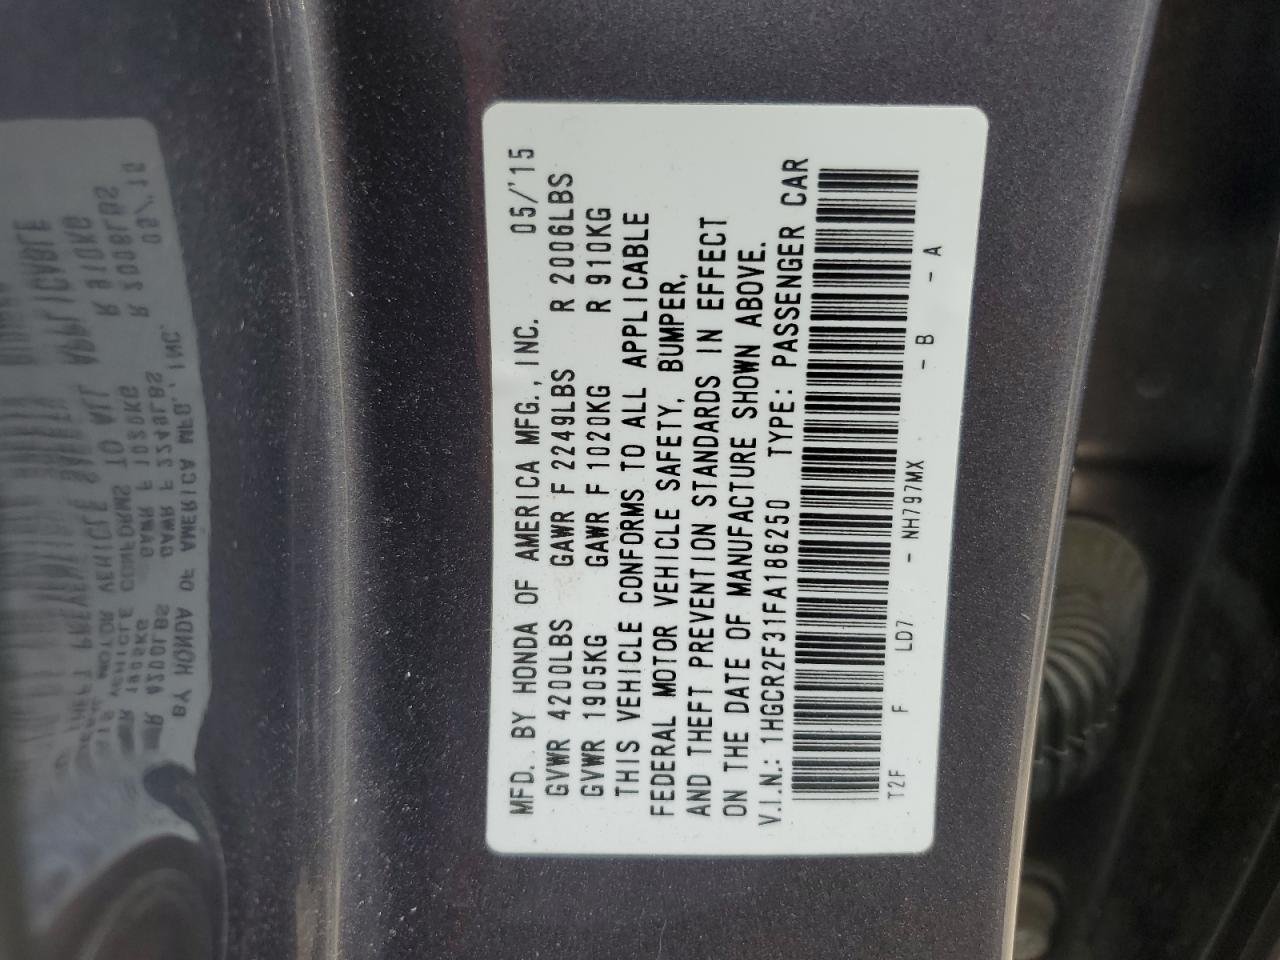 MFD. BY HONDA OF AMERICA MFG., INC. 05/'15
GVWR 4200LBS GAWR F 2249LBS R 2006LBS
GVWR 1905KG GAWR F 1020KG R 910KG
THIS VEHICLE CONFORMS TO ALL APPLICABLE
FEDERAL MOTOR VEHICLE SAFETY, BUMPER,
AND THEFT PREVENTION STANDARDS IN EFFECT
ON THE DATE OF MANUFACTURE SHOWN ABOVE.
V.I.N.: 1HGCR2F31FA186250 TYPE: PASSENGER CAR
T2F F LD7 - NH797MX - B - A